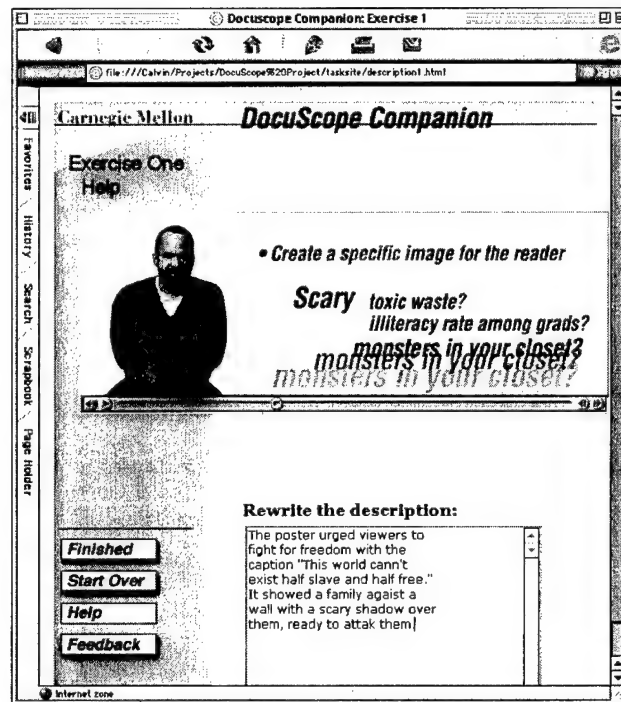 Docuscope Companion: Exercise 1
file:///Calvin/Projects/DocuScope%20Project/tasksite/description1.html
Carnegie Mellon
DocuScope Companion
Exercise One
Help
Favorites
History
Search
Scrapbook
Page Holder
• Create a specific image for the reader
Scary toxic waste?
illiteracy rate among grads?
monsters in your closet?
monsters in your closet?
monsters in your closet?
Rewrite the description:
The poster urged viewers to
fight for freedom with the
caption "This world cann't
exist half slave and half free."
It showed a family agaist a
wall with a scary shadow over
them, ready to attak them
Finished
Start Over
Help
Feedback
Internet zone